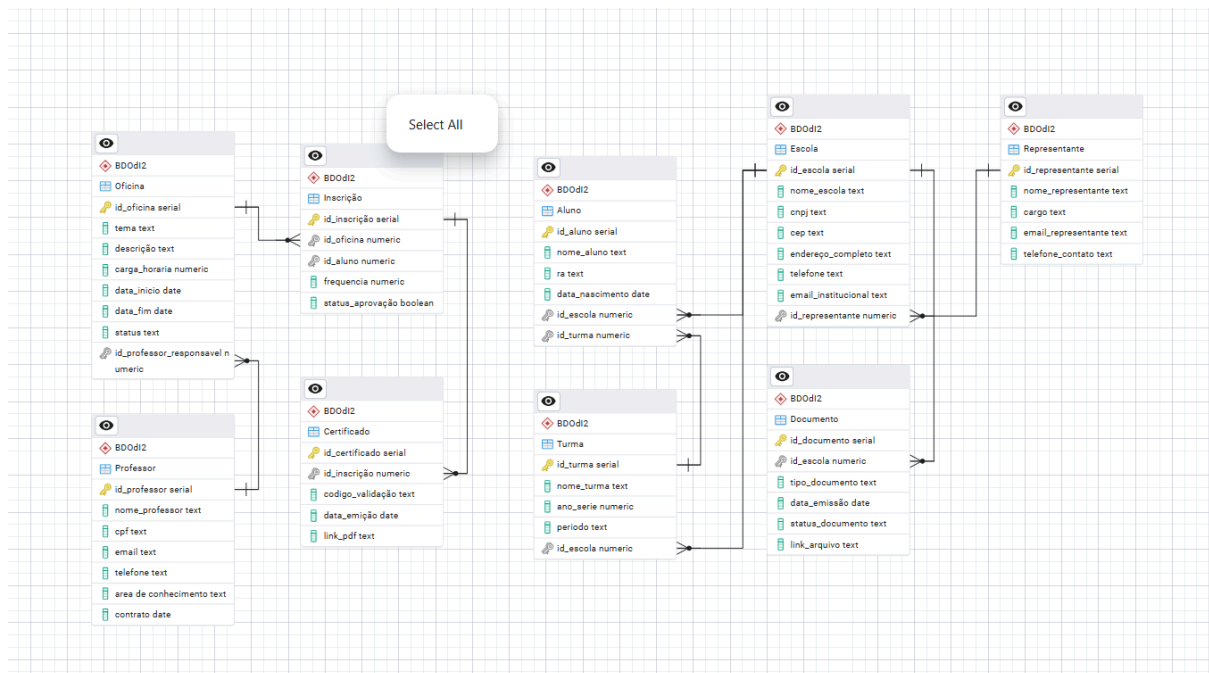 Select All
BDOdI2
Oficina
id_oficina serial
tema text
descrição text
carga_horaria numeric
data_inicio date
data_fim date
status text
id_professor_responsavel n
umeric
BDOdI2
Professor
id_professor serial
nome_professor text
cpf text
email text
telefone text
area de conhecimento text
contrato date
BDOdI2
Inscrição
id_inscrição serial
id_oficina numeric
id_aluno numeric
frequencia numeric
status_aprovação boolean
BDOdI2
Certificado
id_certificado serial
id_inscrição numeric
codigo_validação text
data_emição date
link_pdf text
BDOdI2
Aluno
id_aluno serial
nome_aluno text
ra text
data_nascimento date
id_escola numeric
id_turma numeric
BDOdI2
Turma
id_turma serial
nome_turma text
ano_serie numeric
periodo text
id_escola numeric
BDOdI2
Escola
id_escola serial
nome_escola text
cnpj text
cep text
endereço_completo text
telefone text
email_institucional text
id_representante numeric
BDOdI2
Documento
id_documento serial
id_escola numeric
tipo_documento text
data_emissão date
status_documento text
link_arquivo text
BDOdI2
Representante
id_representante serial
nome_representante text
cargo text
email_representante text
telefone_contato text